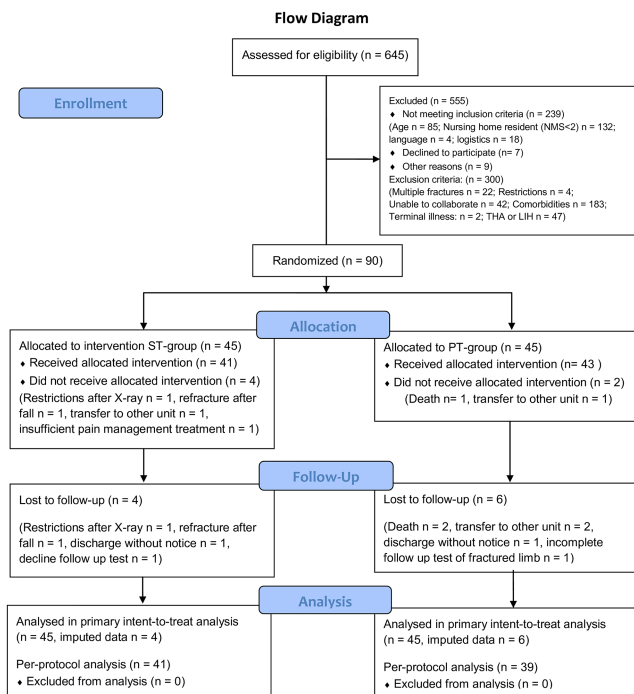 Flow Diagram
Assessed for eligibility (n = 645)
Enrollment
Excluded (n = 555)
♦ Not meeting inclusion criteria (n = 239)
(Age n = 85; Nursing home resident (NMS<2) n = 132;
language n = 4; logistics n = 18)
♦ Declined to participate (n= 7)
♦ Other reasons (n = 9)
Exclusion criteria: (n = 300)
(Multiple fractures n = 22; Restrictions n = 4;
Unable to collaborate n = 42; Comorbidities n = 183;
Terminal illness: n = 2; THA or LIH n = 47)
Randomized (n = 90)
Allocation
Allocated to intervention ST-group (n = 45)
♦ Received allocated intervention (n = 41)
♦ Did not receive allocated intervention (n = 4)
(Restrictions after X-ray n = 1, refracture after
fall n = 1, transfer to other unit n = 1,
insufficient pain management treatment n = 1)
Allocated to PT-group (n = 45)
♦ Received allocated intervention (n= 43 )
♦ Did not receive allocated intervention (n = 2)
(Death n= 1, transfer to other unit n = 1)
Follow-Up
Lost to follow-up (n = 4)
(Restrictions after X-ray n = 1, refracture after
fall n = 1, discharge without notice n = 1,
decline follow up test n = 1)
Lost to follow-up (n = 6)
(Death n = 2, transfer to other unit n = 2,
discharge without notice n = 1, incomplete
follow up test of fractured limb n = 1)
Analysis
Analysed in primary intent-to-treat analysis
(n = 45, imputed data n = 4)
Per-protocol analysis (n = 41)
♦ Excluded from analysis (n = 0)
Analysed in primary intent-to-treat analysis
(n = 45, imputed data n = 6)
Per-protocol analysis (n = 39)
♦ Excluded from analysis (n = 0)